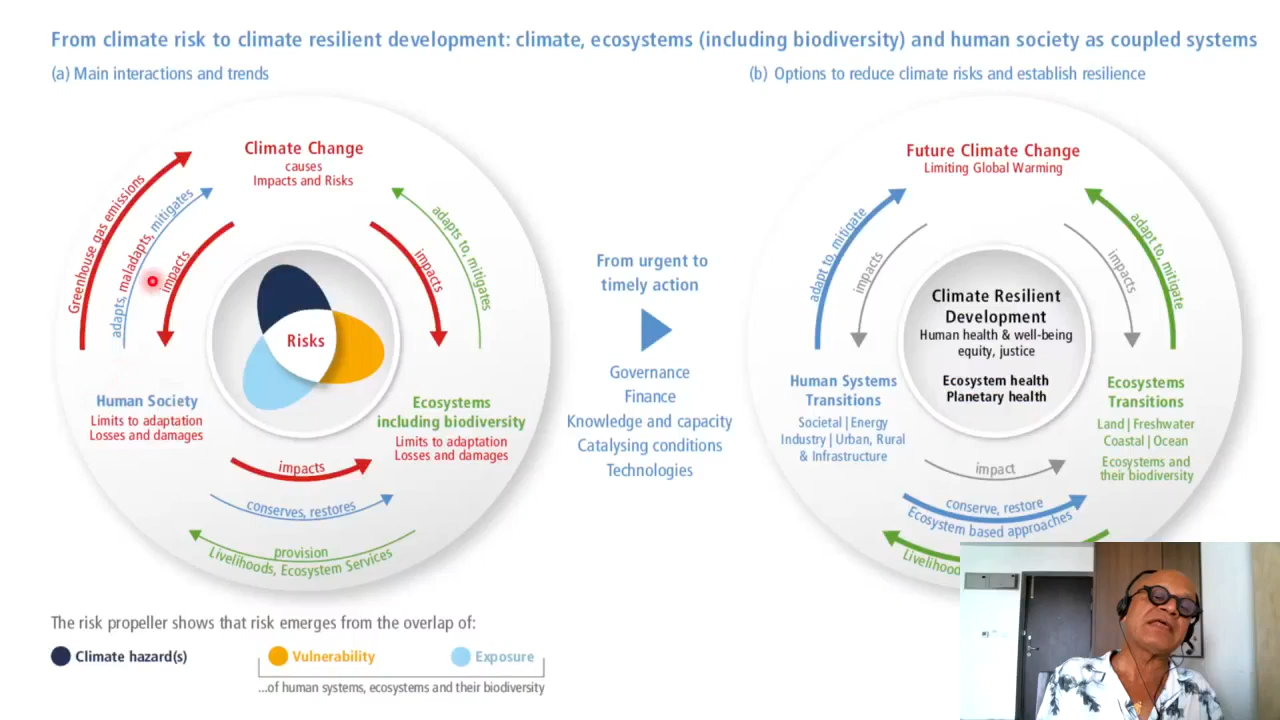 From climate risk to climate resilient development: climate, ecosystems (including biodiversity) and human society as coupled systems
(a) Main interactions and trends
Climate Change
causes
Impacts and Risks
Greenhouse gas emissions
adapts, maladapts, mitigates
impacts
impacts
adapts to, mitigates
Risks
Human Society
Limits to adaptation
Losses and damages
Ecosystems
including biodiversity
Limits to adaptation
Losses and damages
impacts
conserves, restores
provision
Livelihoods, Ecosystem Services
The risk propeller shows that risk emerges from the overlap of:
Climate hazard(s)
Vulnerability
Exposure
...of human systems, ecosystems and their biodiversity
From urgent to
timely action
Governance
Finance
Knowledge and capacity
Catalysing conditions
Technologies
(b) Options to reduce climate risks and establish resilience
Future Climate Change
Limiting Global Warming
adapt to, mitigate
impacts
impacts
adapt to, mitigate
Climate Resilient
Development
Human health & well-being
equity, justice
Ecosystem health
Planetary health
Human Systems
Transitions
Societal | Energy
Industry | Urban, Rural
& Infrastructure
Ecosystems
Transitions
Land | Freshwater
Coastal | Ocean
Ecosystems and
their biodiversity
impact
conserve, restore
Ecosystem based approaches